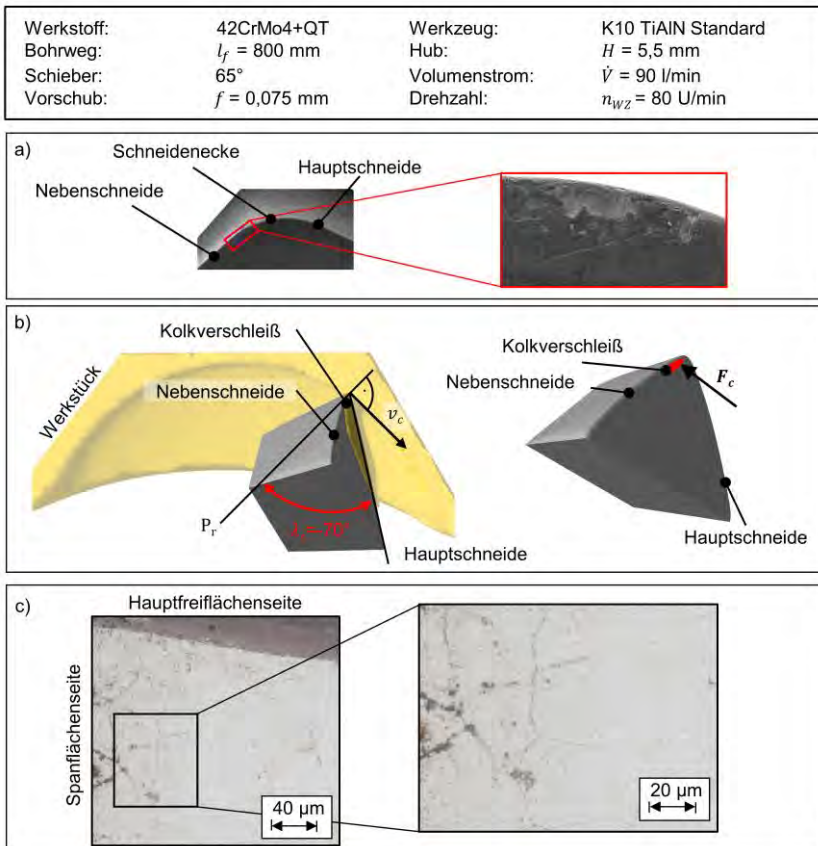 Werkstoff: 42CrMo4+QT Werkzeug: K10 TiAlN Standard
Bohrweg: l_f = 800 mm Hub: H = 5,5 mm
Schieber: 65° Volumenstrom: V̇ = 90 l/min
Vorschub: f = 0,075 mm Drehzahl: n_WZ = 80 U/min
a)
Schneidenecke
Hauptschneide
Nebenschneide
b)
Kolkverschleiß
Nebenschneide
Werkstück
v_c
P_r
Hauptschneide
Kolkverschleiß
Nebenschneide
F_c
Hauptschneide
c)
Hauptfreiflächenseite
Spanflächenseite
40 µm
20 µm